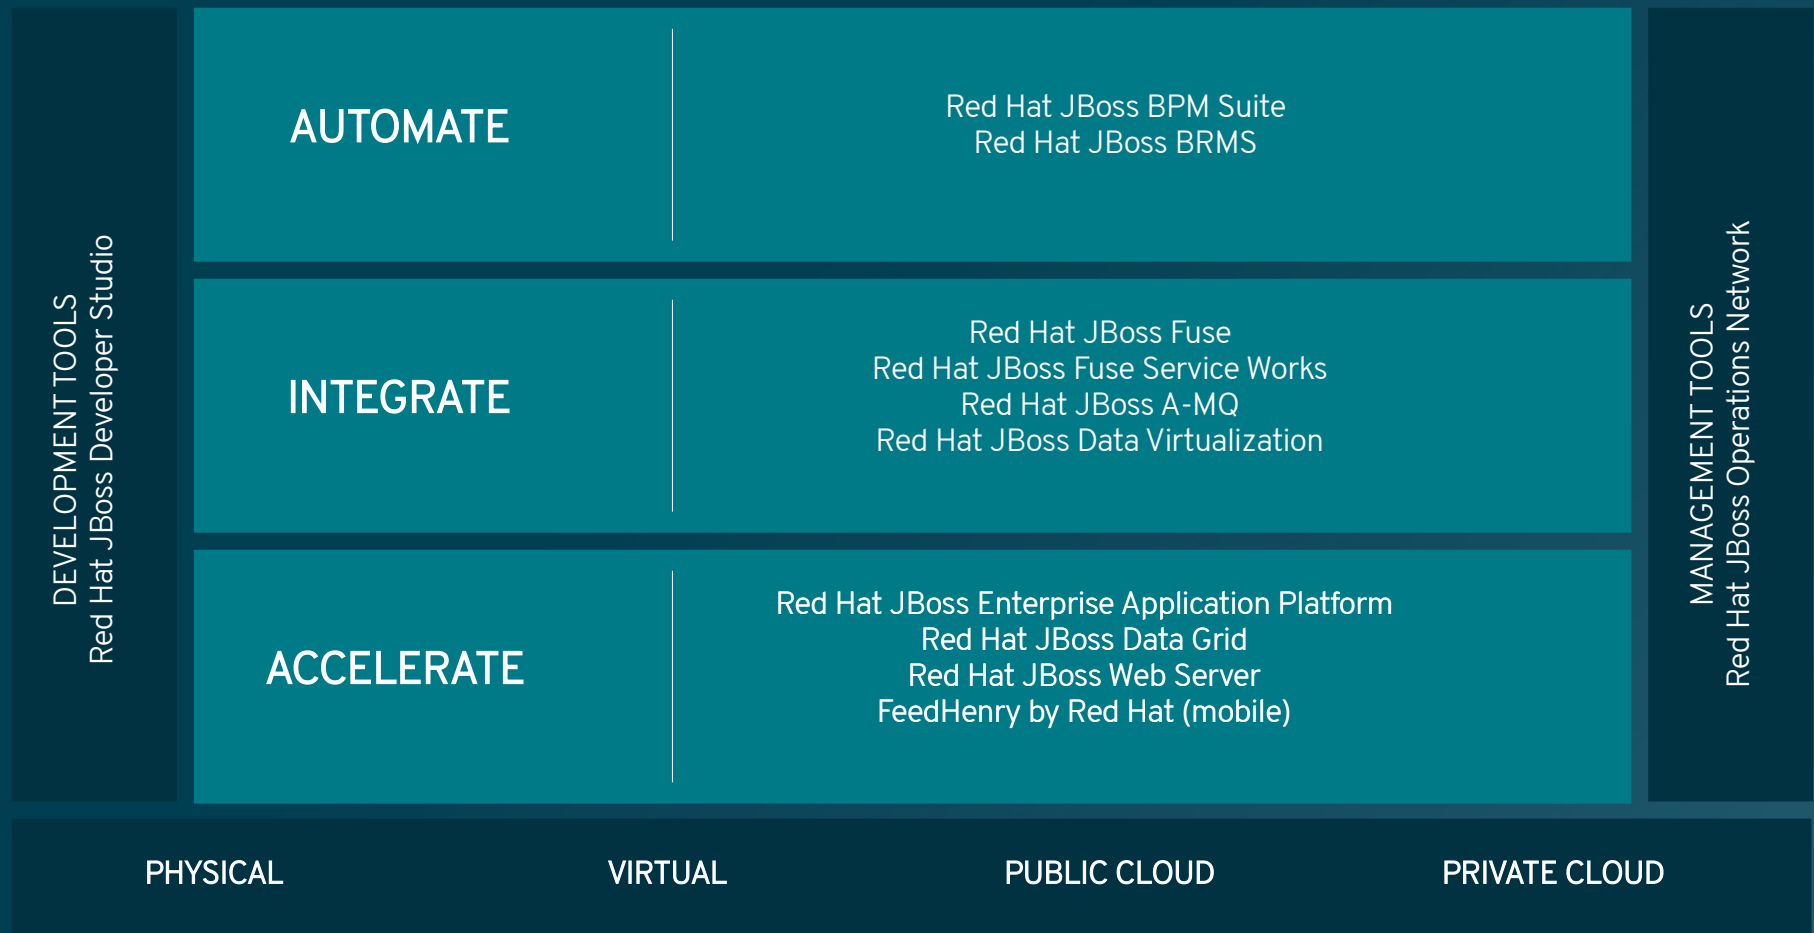 DEVELOPMENT TOOLS
Red Hat JBoss Developer Studio
AUTOMATE
Red Hat JBoss BPM Suite
Red Hat JBoss BRMS
INTEGRATE
Red Hat JBoss Fuse
Red Hat JBoss Fuse Service Works
Red Hat JBoss A-MQ
Red Hat JBoss Data Virtualization
ACCELERATE
Red Hat JBoss Enterprise Application Platform
Red Hat JBoss Data Grid
Red Hat JBoss Web Server
FeedHenry by Red Hat (mobile)
MANAGEMENT TOOLS
Red Hat JBoss Operations Network
PHYSICAL
VIRTUAL
PUBLIC CLOUD
PRIVATE CLOUD